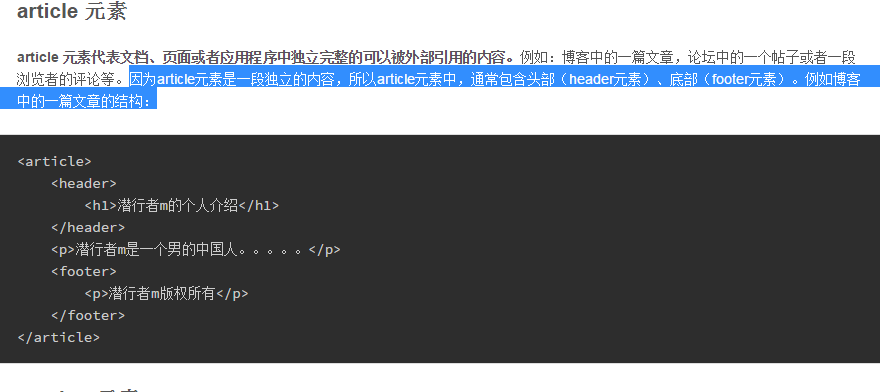 article 元素
article 元素代表文档、页面或者应用程序中独立完整的可以被外部引用的内容。例如：博客中的一篇文章，论坛中的一个帖子或者一段
浏览者的评论等。因为article元素是一段独立的内容，所以article元素中，通常包含头部（header元素）、底部（footer元素）。例如博客
中的一篇文章的结构：
<article>
    <header>
        <h1>潜行者m的个人介绍</h1>
    </header>
    <p>潜行者m是一个男的中国人。。。。。</p>
    <footer>
        <p>潜行者m版权所有</p>
    </footer>
</article>